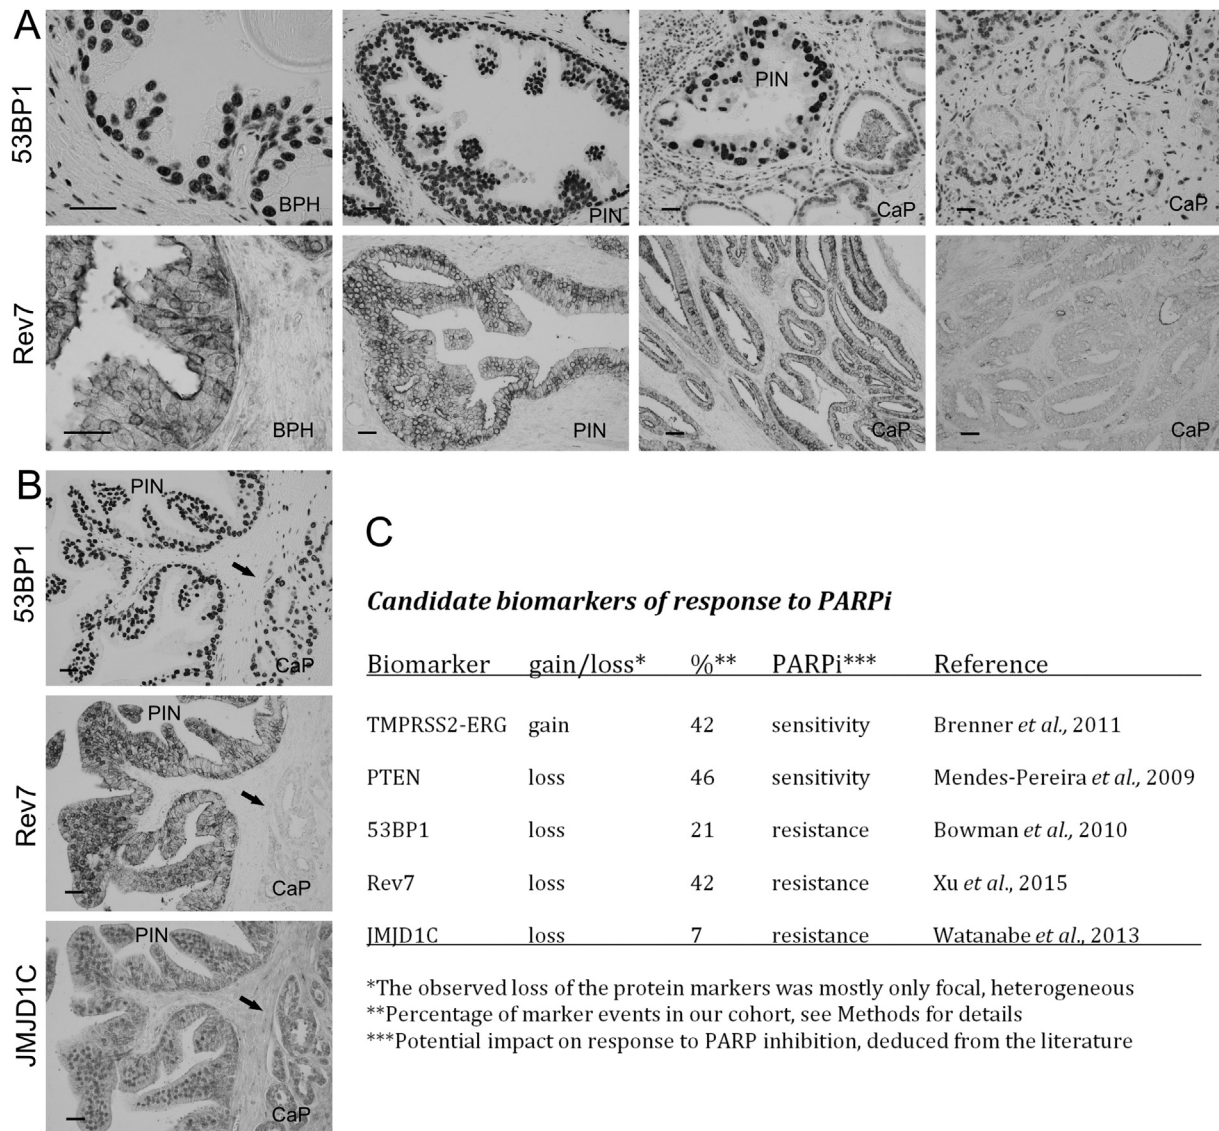 A
53BP1
BPH
PIN
PIN
CaP
CaP
Rev7
BPH
PIN
CaP
CaP
B
53BP1
PIN
CaP
Rev7
PIN
CaP
JMJD1C
PIN
CaP
C
Candidate biomarkers of response to PARPi
Biomarker gain/loss* %** PARPi*** Reference
TMPRSS2-ERG gain 42 sensitivity Brenner et al., 2011
PTEN loss 46 sensitivity Mendes-Pereira et al., 2009
53BP1 loss 21 resistance Bowman et al., 2010
Rev7 loss 42 resistance Xu et al., 2015
JMJD1C loss 7 resistance Watanabe et al., 2013
*The observed loss of the protein markers was mostly only focal, heterogeneous
**Percentage of marker events in our cohort, see Methods for details
***Potential impact on response to PARP inhibition, deduced from the literature